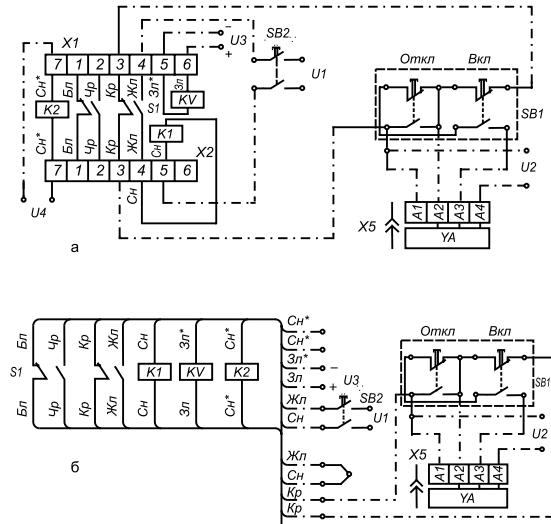 X1
7 1 2 3 4 5 6
− U3 +
SB2
U1
Откл Вкл
SB1
Сн* Бл Чр Кр Жл Зл* Зл
K2 S1 KV
K1
Сн
X2
Сн* Бл Чр Кр Жл
7 1 2 3 4 5 6
Сн
U4
U2
X5 A1 A2 A3 A4
YA
а
Бл Чр Кр Жл Сн Зл* Сн*
S1 K1 KV K2
Бл Чр Кр Жл Сн Зл Сн*
Сн*
Сн*
Зл* −
Зл + U3
Жл SB2
Сн U1
Жл
Сн
Кр
Кр
Откл Вкл
SB1
U2
X5 A1 A2 A3 A4
YA
б